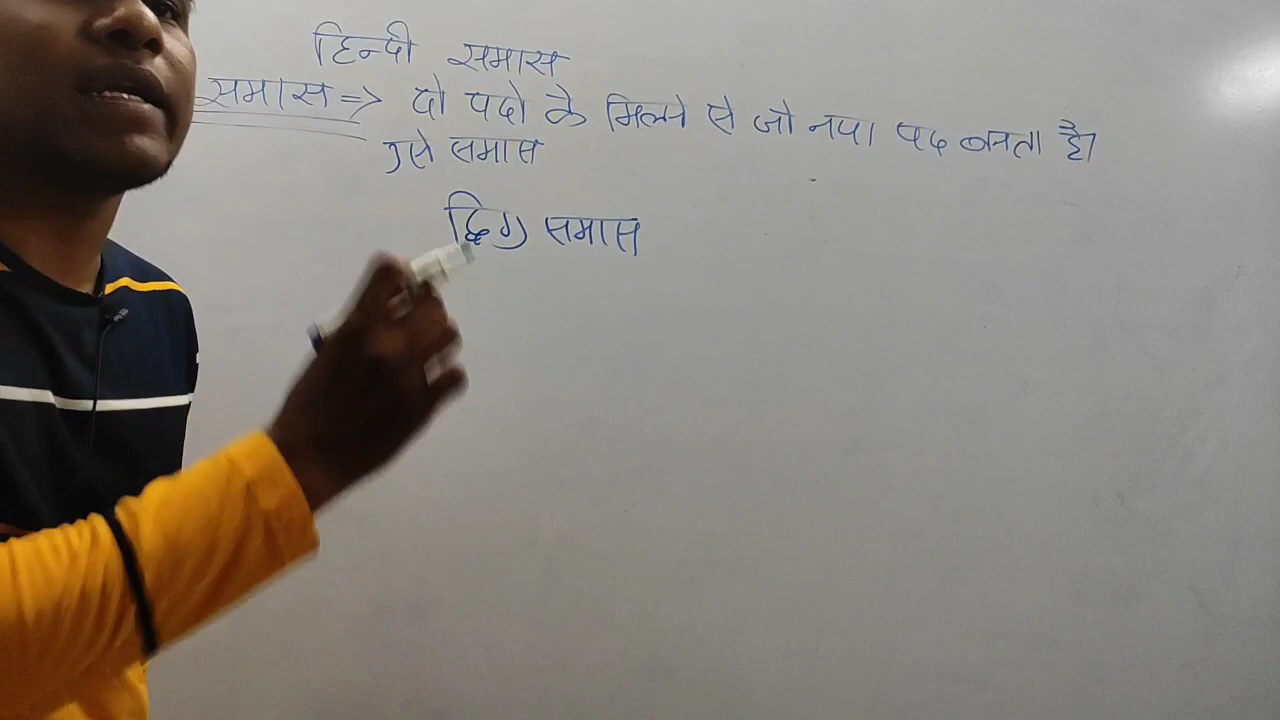 हिन्दी समास
समास => दो पदो के मिलने से जो नया पद बनता है।
उसे समास
द्विगु समास